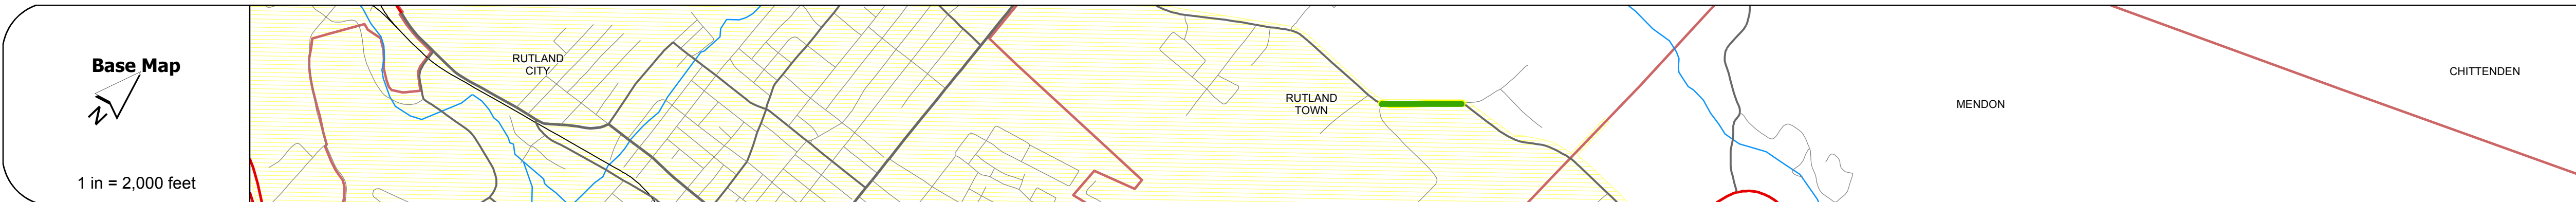 Base Map
N
1 in = 2,000 feet
RUTLAND
CITY
RUTLAND
TOWN
MENDON
CHITTENDEN